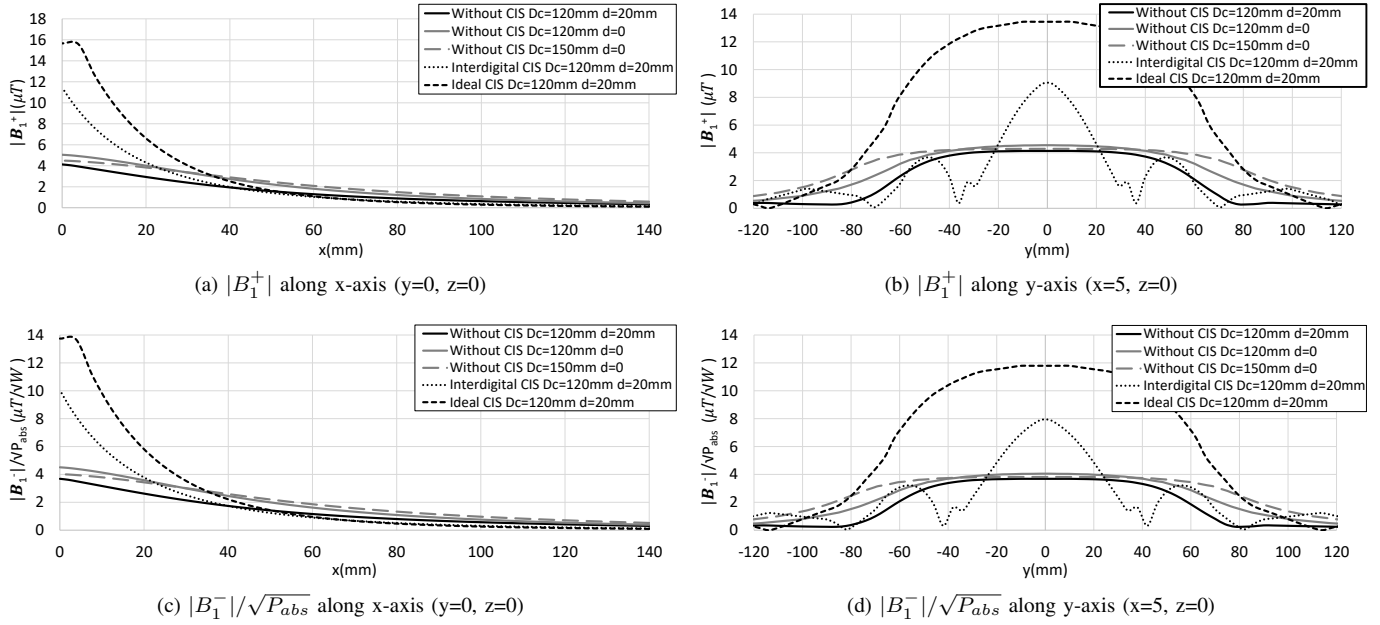 Without CIS Dc=120mm d=20mm
Without CIS Dc=120mm d=0
Without CIS Dc=150mm d=0
Interdigital CIS Dc=120mm d=20mm
Ideal CIS Dc=120mm d=20mm
|B₁⁺|(μT)
18
16
14
12
10
8
6
4
2
0
0 20 40 60 80 100 120 140
x(mm)
(a) |B₁⁺| along x-axis (y=0, z=0)
Without CIS Dc=120mm d=20mm
Without CIS Dc=120mm d=0
Without CIS Dc=150mm d=0
Interdigital CIS Dc=120mm d=20mm
Ideal CIS Dc=120mm d=20mm
|B₁⁺| (μT)
14
12
10
8
6
4
2
0
-120 -100 -80 -60 -40 -20 0 20 40 60 80 100 120
y(mm)
(b) |B₁⁺| along y-axis (x=5, z=0)
Without CIS Dc=120mm d=20mm
Without CIS Dc=120mm d=0
Without CIS Dc=150mm d=0
Interdigital CIS Dc=120mm d=20mm
Ideal CIS Dc=120mm d=20mm
|B₁⁻|/√P_abs (μT/√W)
14
12
10
8
6
4
2
0
0 20 40 60 80 100 120 140
x(mm)
(c) |B₁⁻|/√P_abs along x-axis (y=0, z=0)
Without CIS Dc=120mm d=20mm
Without CIS Dc=120mm d=0
Without CIS Dc=150mm d=0
Interdigital CIS Dc=120mm d=20mm
Ideal CIS Dc=120mm d=20mm
|B₁⁻|/√P_abs (μT/√W)
14
12
10
8
6
4
2
0
-120 -100 -80 -60 -40 -20 0 20 40 60 80 100 120
y(mm)
(d) |B₁⁻|/√P_abs along y-axis (x=5, z=0)